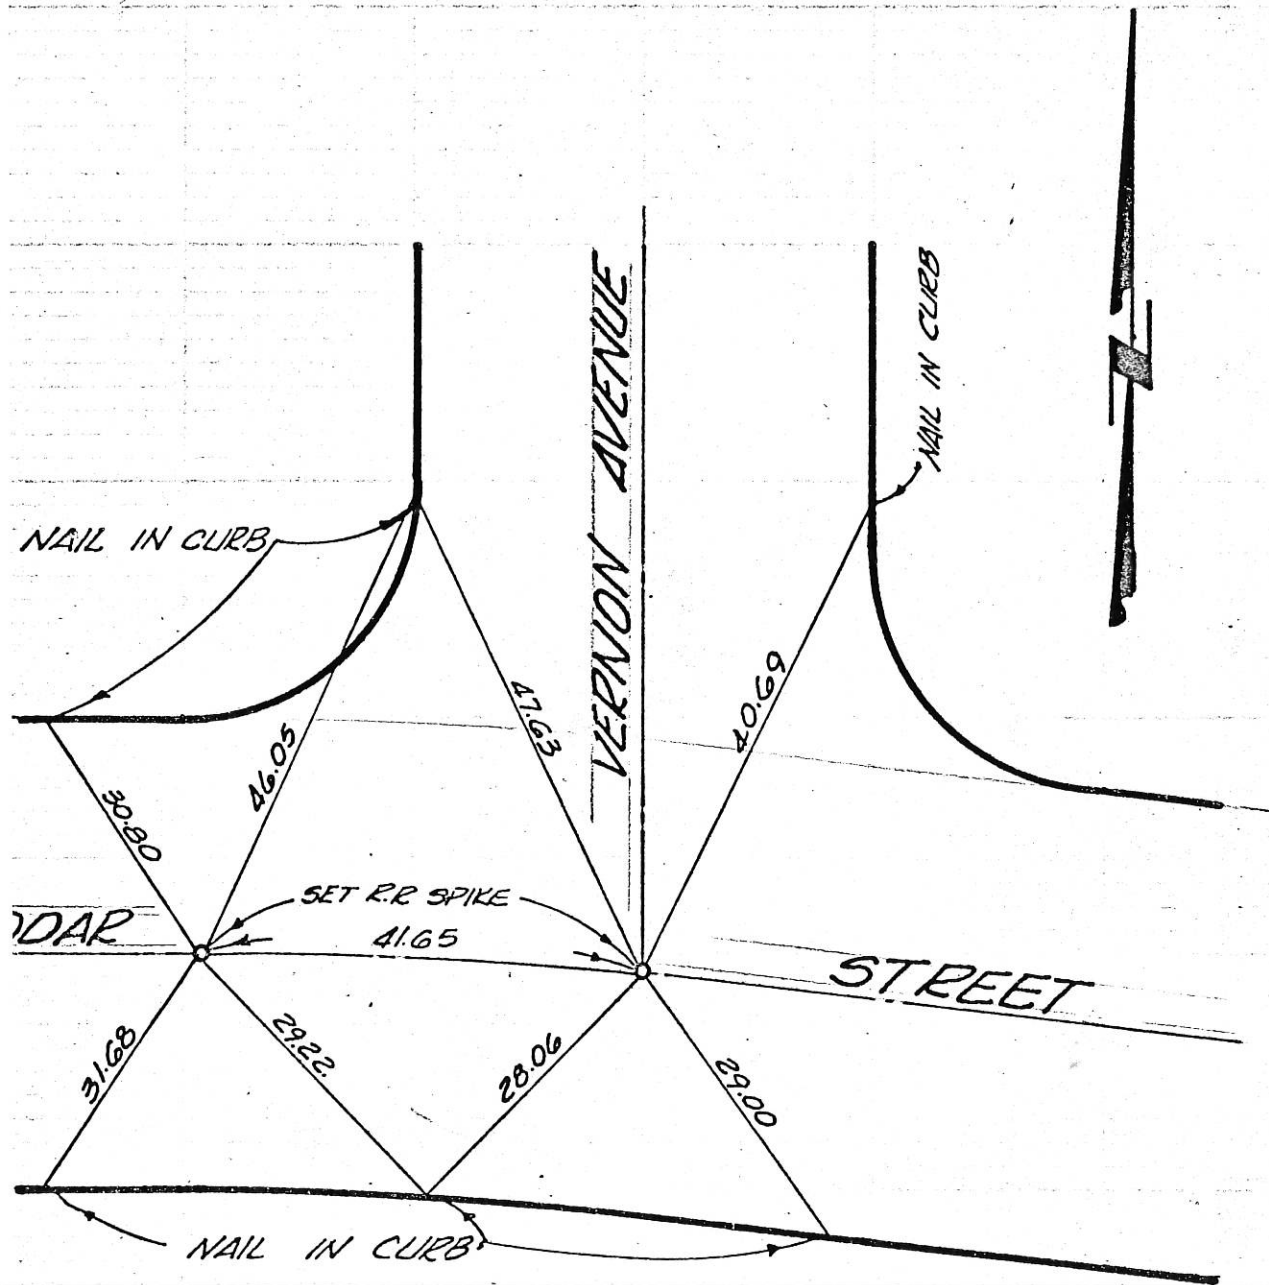 NAIL IN CURB
VERNON AVENUE
NAIL IN CURB
46.05
47.63
40.69
30.80
SET R.R SPIKE
41.65
DDAR
STREET
31.68
29.22
28.06
29.00
NAIL IN CURB